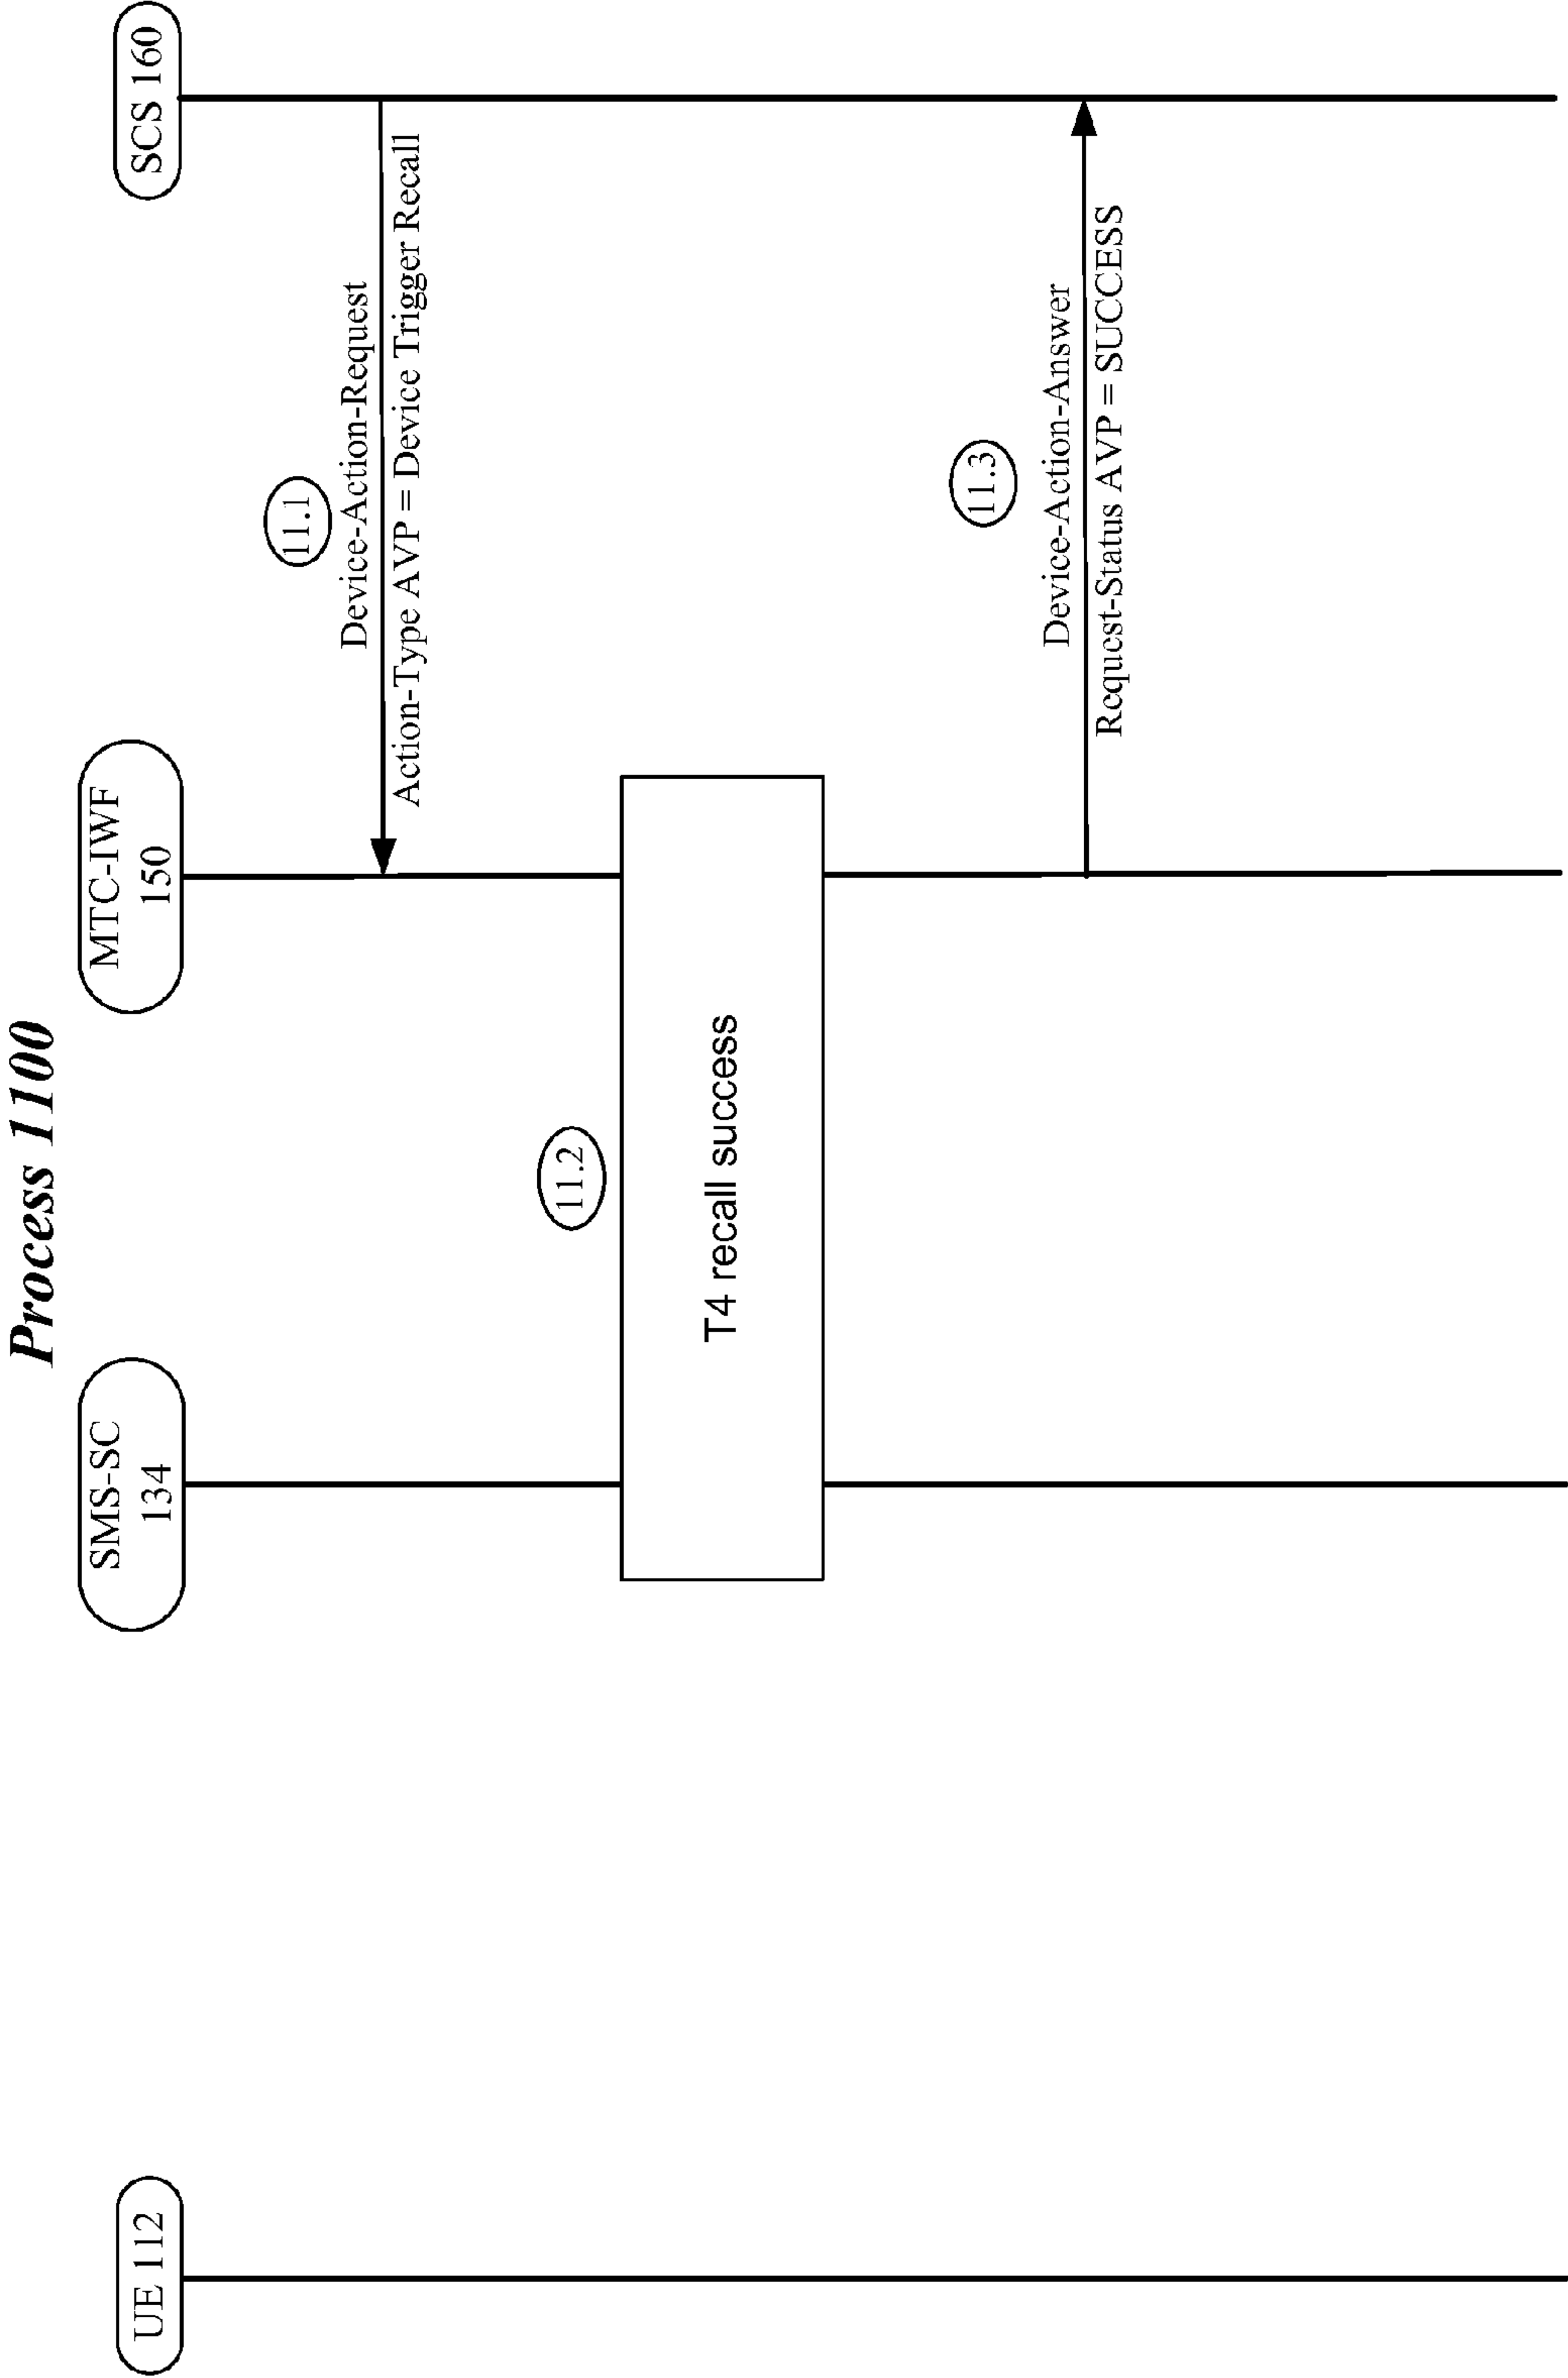 Process 1100
UE 112
SMS-SC
134
MTC-IWF
150
SCS 160
11.1
Device-Action-Request
Action-Type AVP = Device Trigger Recall
11.2
T4 recall success
11.3
Device-Action-Answer
Request-Status AVP = SUCCESS